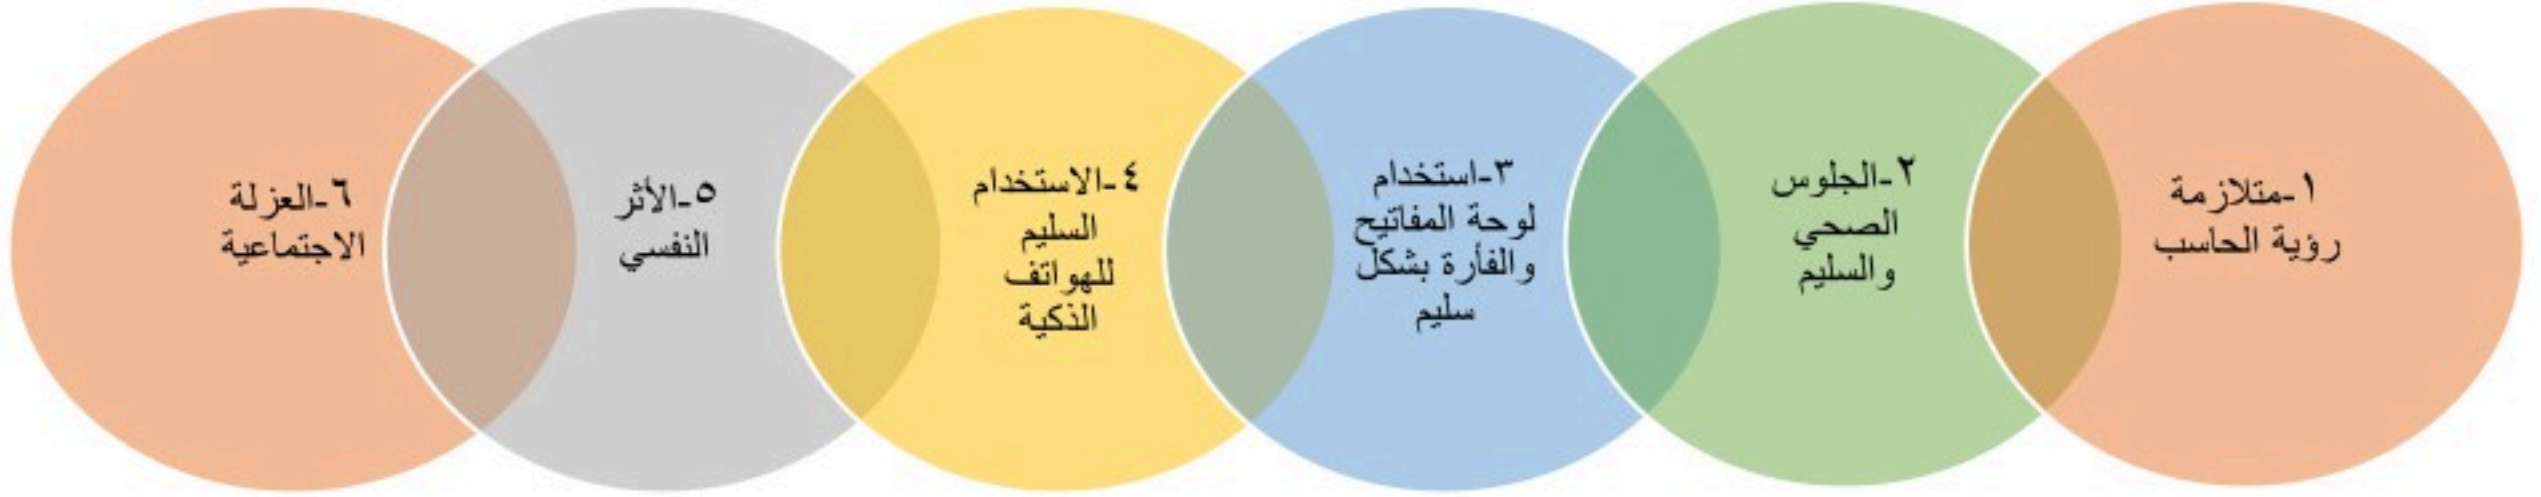 ١-متلازمة
رؤية الحاسب
٢-الجلوس
الصحي
والسليم
٣-استخدام
لوحة المفاتيح
والفأرة بشكل
سليم
٤-الاستخدام
السليم
للهواتف
الذكية
٥-الأثر
النفسي
٦-العزلة
الاجتماعية